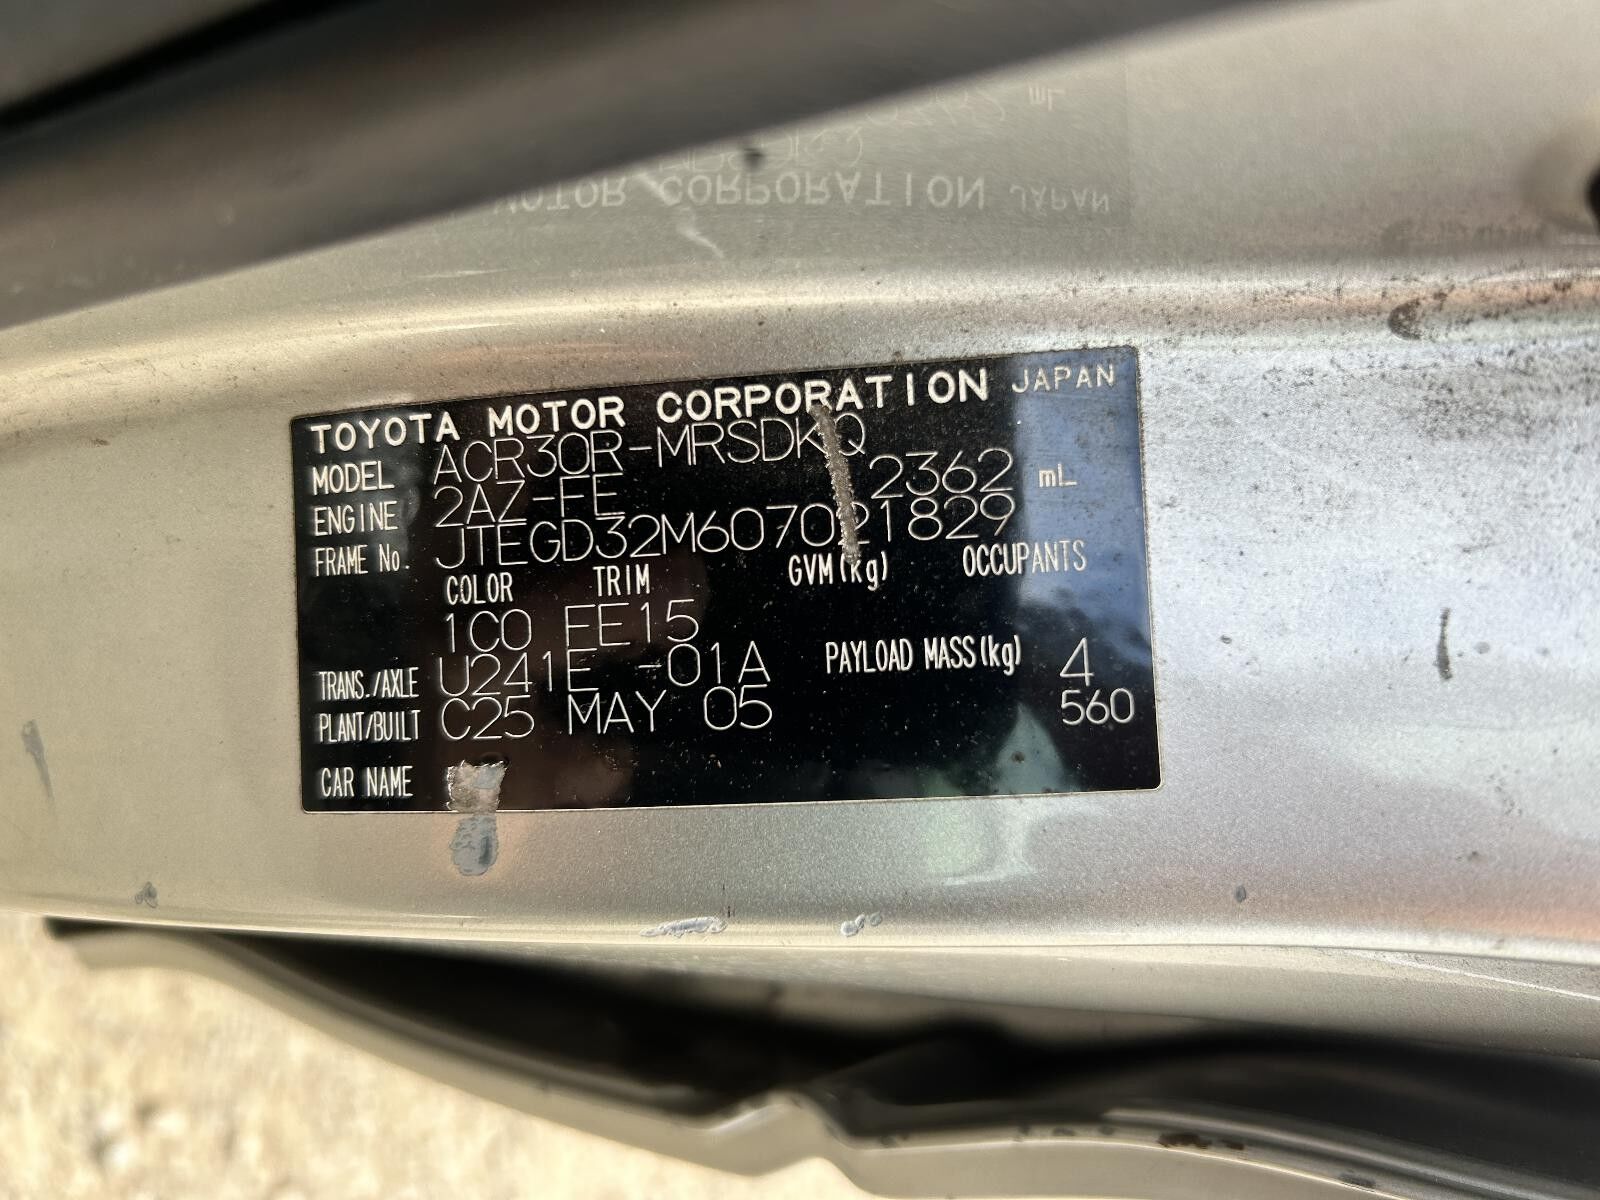 TOYOTA MOTOR CORPORATION JAPAN
MODEL ACR30R-MRSDKQ
ENGINE 2AZ-FE 2362 mL
FRAME No. JTEGD32M607021829
COLOR TRIM GVM(kg) OCCUPANTS
1C0 FE15
TRANS./AXLE U241E -01A PAYLOAD MASS(kg) 4
PLANT/BUILT C25 MAY 05 560
CAR NAME